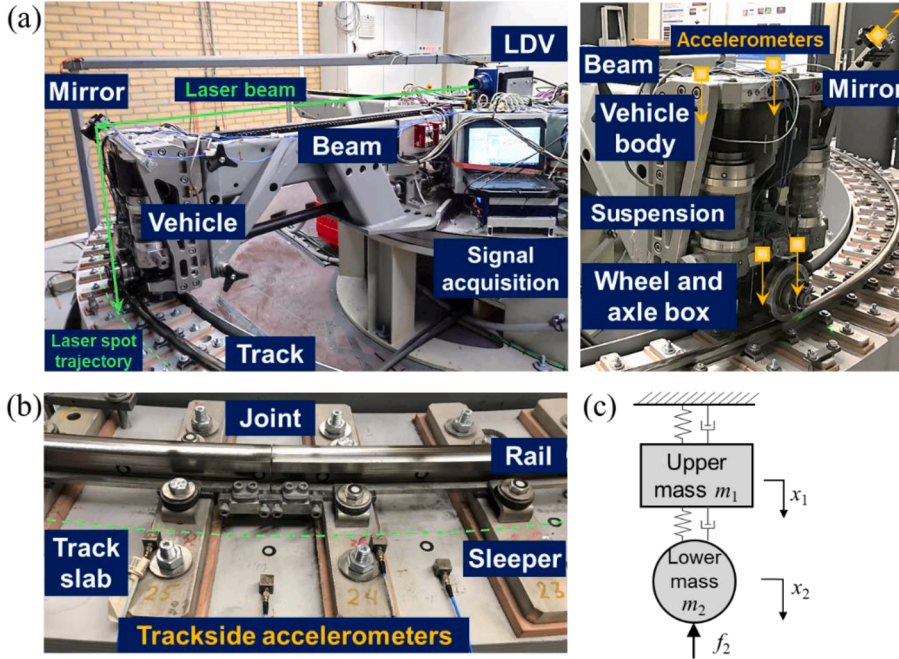 (a)
LDV
Mirror
Laser beam
Beam
Vehicle
Signal
acquisition
Laser spot
trajectory
Track
Beam
Accelerometers
Mirror
Vehicle
body
Suspension
Wheel and
axle box
(b)
Joint
Rail
Track
slab
Sleeper
25
24
23
Trackside accelerometers
(c)
Upper
mass m₁
x₁
Lower
mass
m₂
x₂
f₂